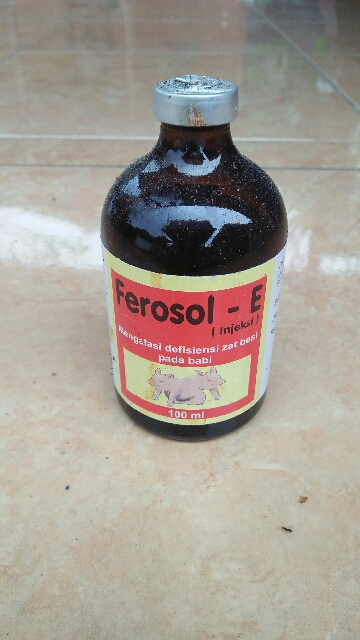 Ferosol - E
( Injeksi )
Mengatasi defisiensi zat besi
pada babi
100 ml